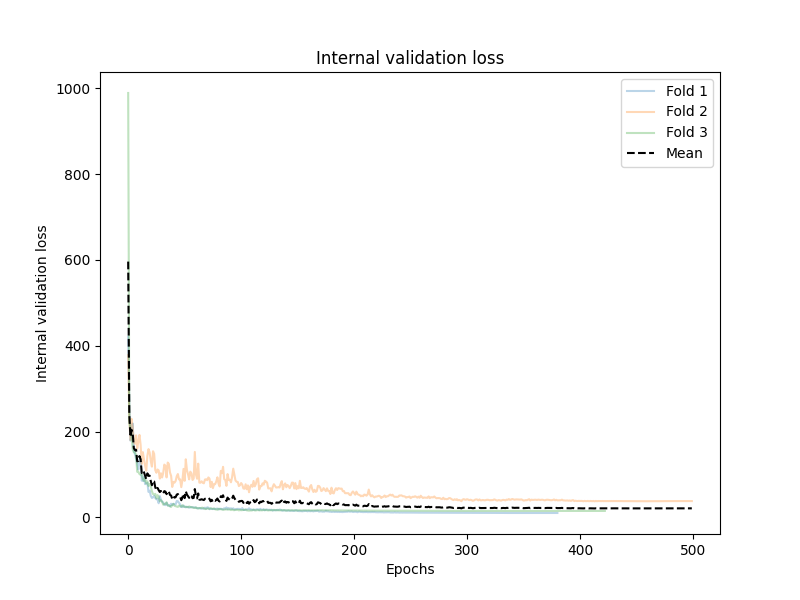 Internal validation loss
Fold 1
Fold 2
Fold 3
Mean
Internal validation loss
1000
800
600
400
200
0
0 100 200 300 400 500
Epochs